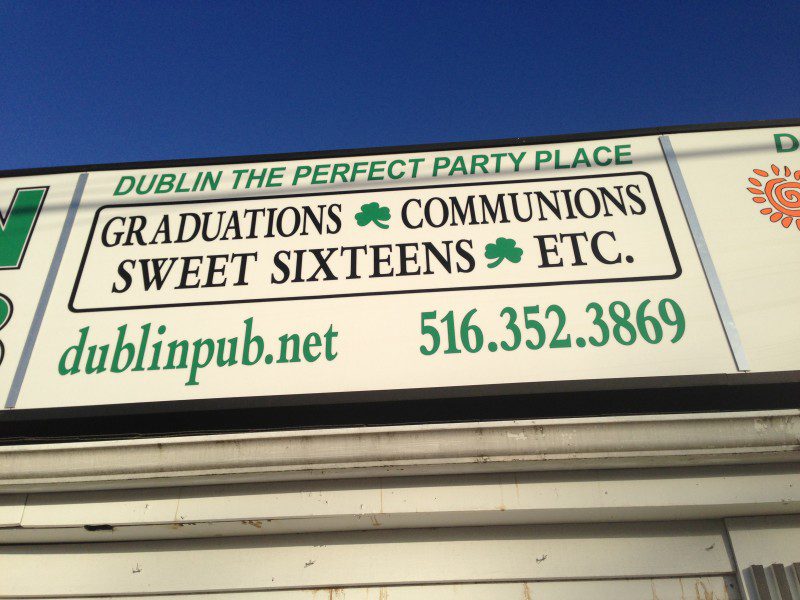 DUBLIN THE PERFECT PARTY PLACE
GRADUATIONS COMMUNIONS
SWEET SIXTEENS ETC.
dublinpub.net 516.352.3869